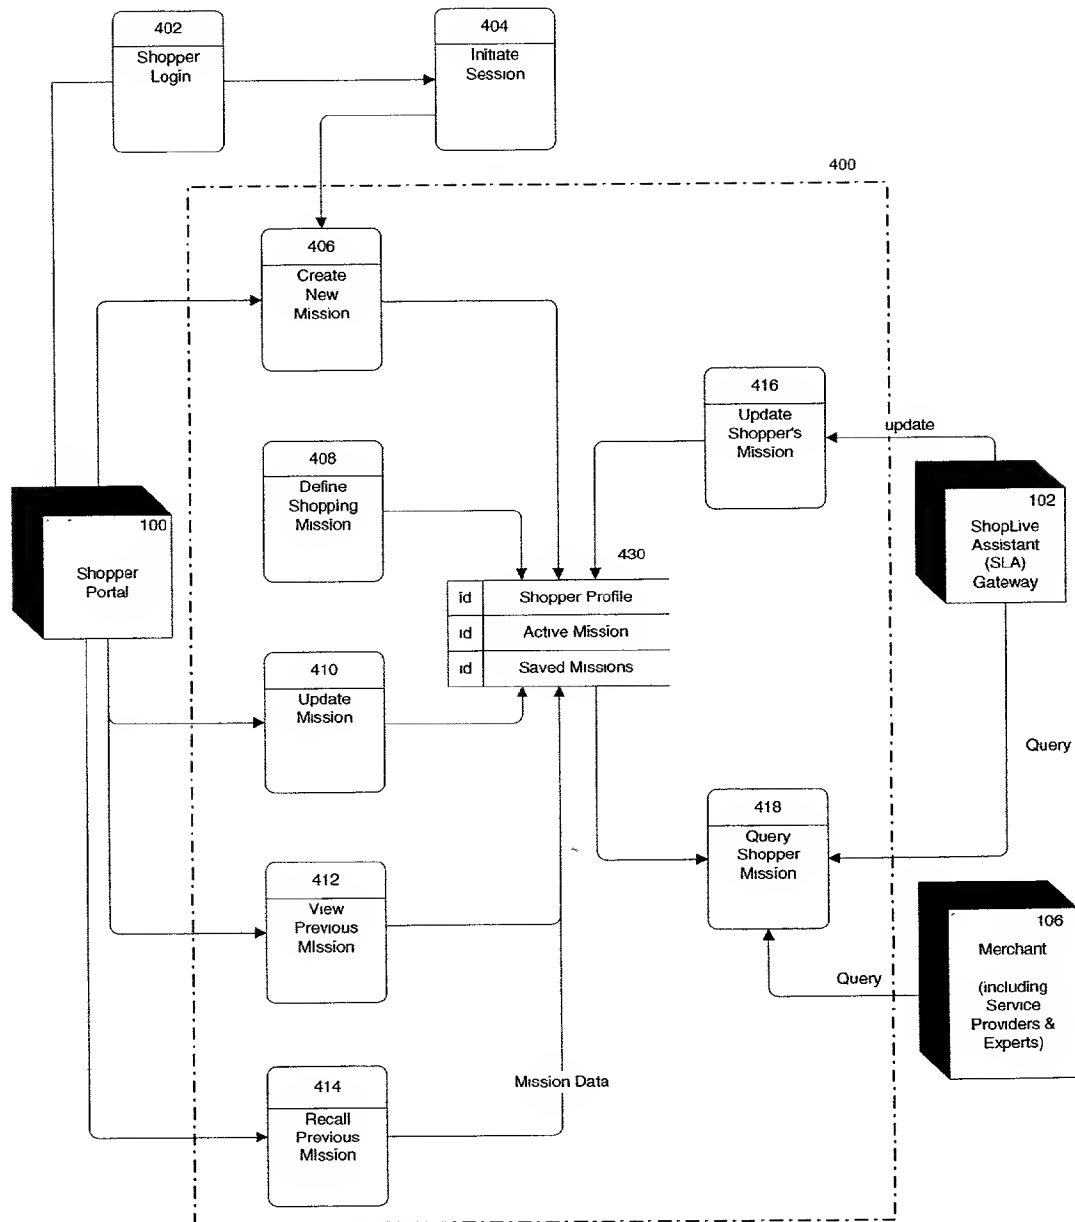 402
Shopper
Login
404
Initiate
Session
400
406
Create
New
Mission
416
Update
Shopper's
Mission
update
408
Define
Shopping
Mission
100
Shopper
Portal
102
ShopLive
Assistant
(SLA)
Gateway
430
id
Shopper Profile
id
Active Mission
id
Saved Missions
410
Update
Mission
Query
418
Query
Shopper
Mission
412
View
Previous
Mission
106
Merchant
(including
Service
Providers &
Experts)
Query
414
Recall
Previous
Mission
Mission Data